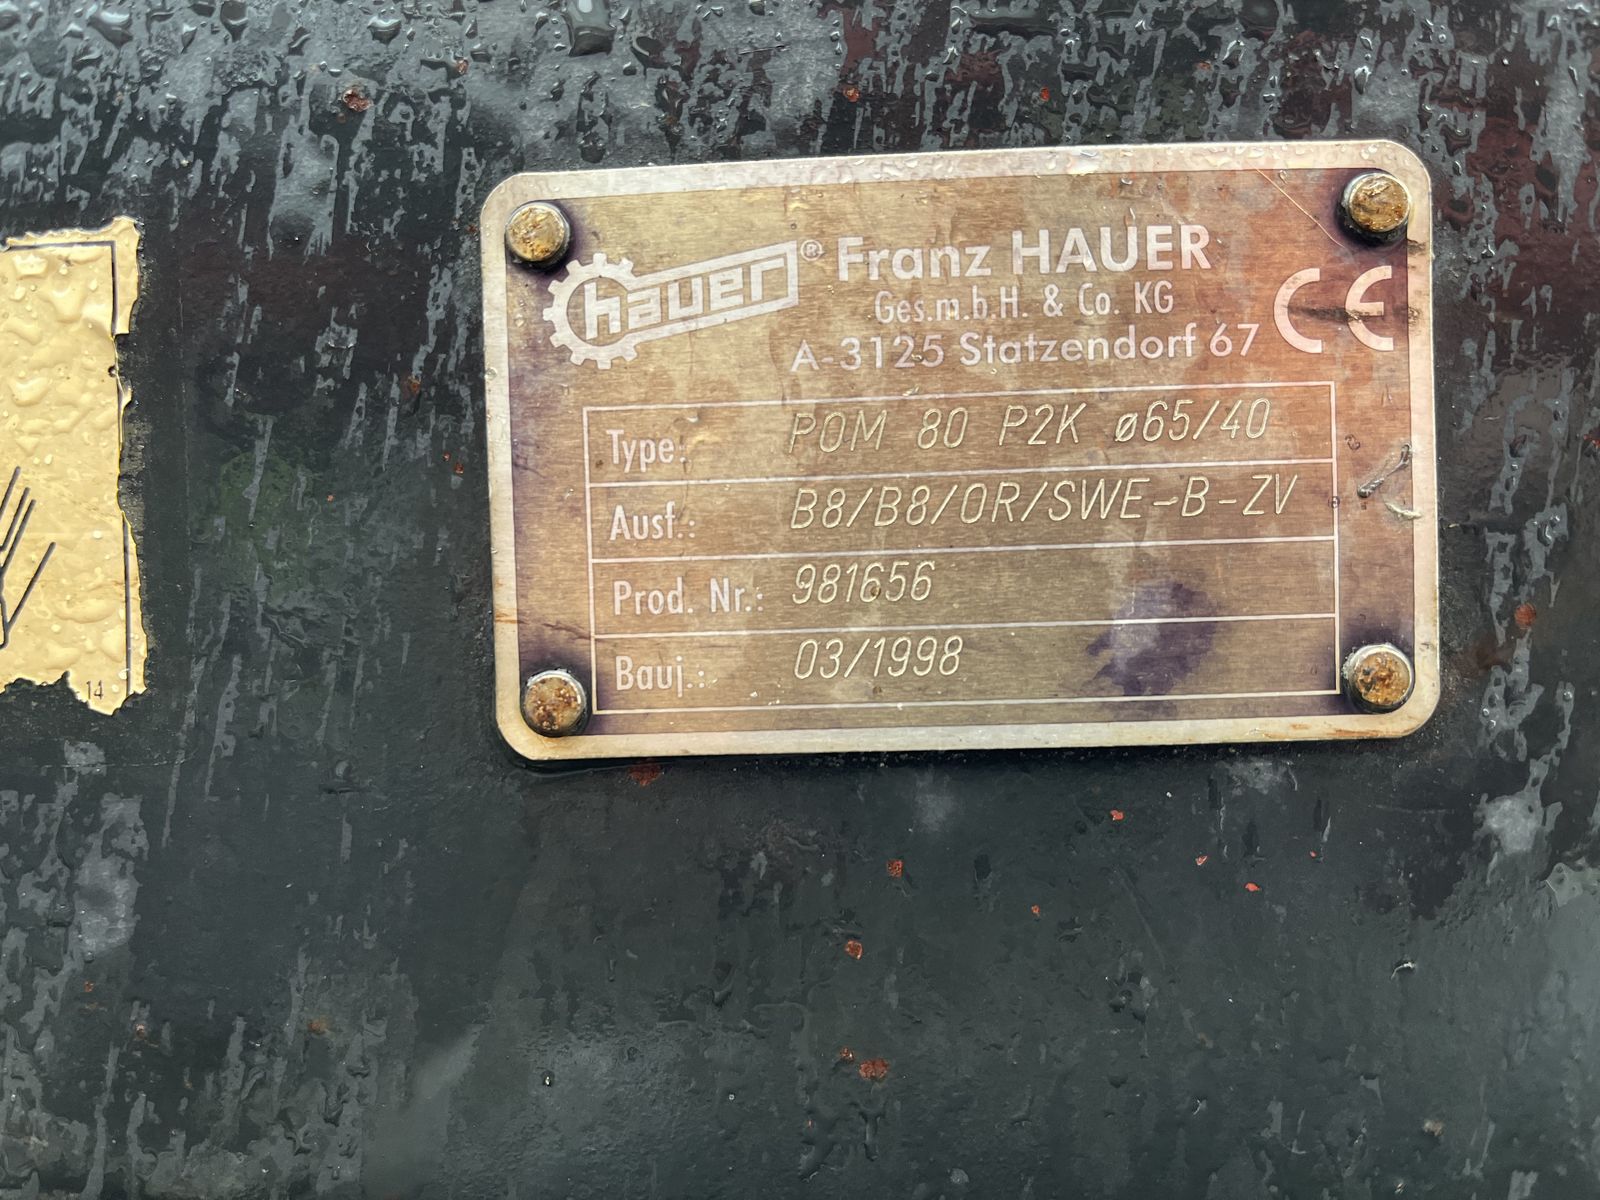 hauer® Franz HAUER
Ges.m.b.H. & Co. KG
A-3125 Statzendorf 67
CE
Type: POM 80 P2K ø65/40
Ausf.: B8/B8/OR/SWE-B-ZV
Prod. Nr.: 981656
Bauj.: 03/1998
14